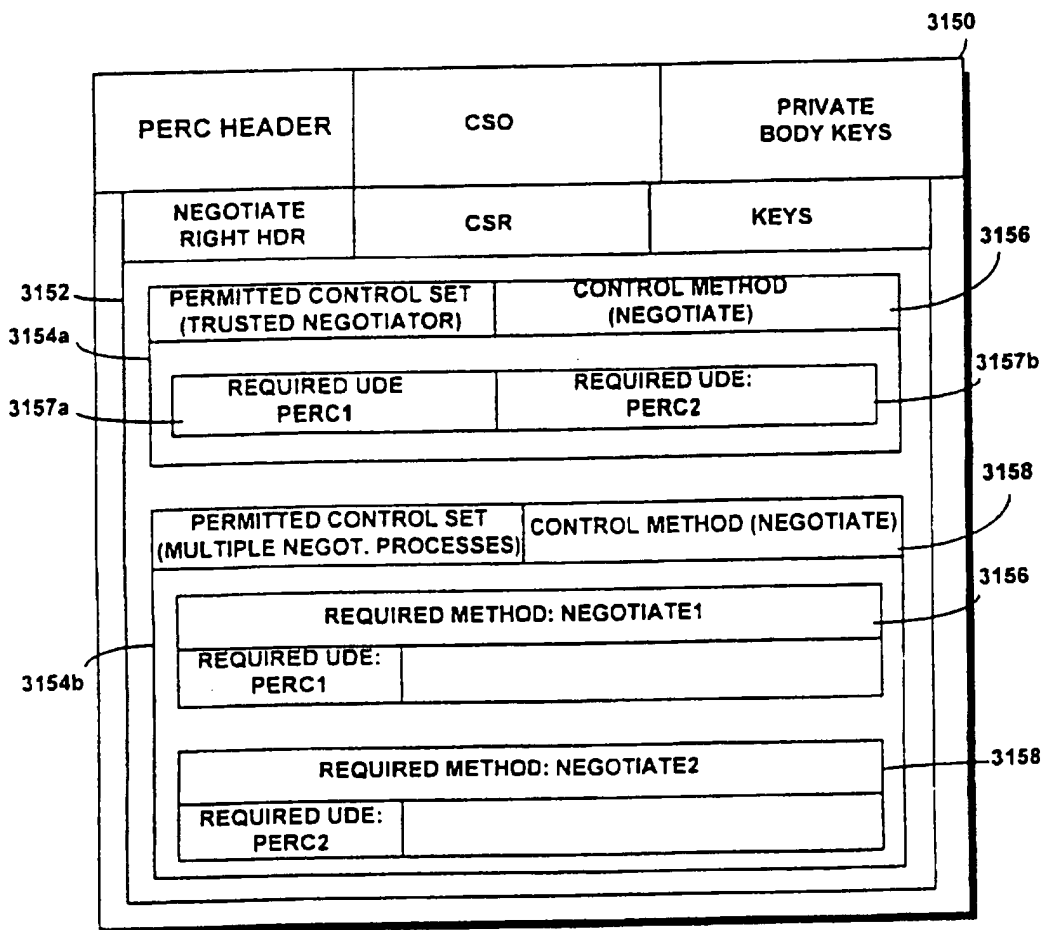 3150
PERC HEADER
CSO
PRIVATE
BODY KEYS
NEGOTIATE
RIGHT HDR
CSR
KEYS
3156
3152
PERMITTED CONTROL SET
(TRUSTED NEGOTIATOR)
CONTROL METHOD
(NEGOTIATE)
3154a
3157a
REQUIRED UDE
PERC1
REQUIRED UDE:
PERC2
3157b
3158
PERMITTED CONTROL SET
(MULTIPLE NEGOT. PROCESSES)
CONTROL METHOD (NEGOTIATE)
3156
REQUIRED METHOD: NEGOTIATE1
REQUIRED UDE:
PERC1
3154b
REQUIRED METHOD: NEGOTIATE2
3158
REQUIRED UDE:
PERC2